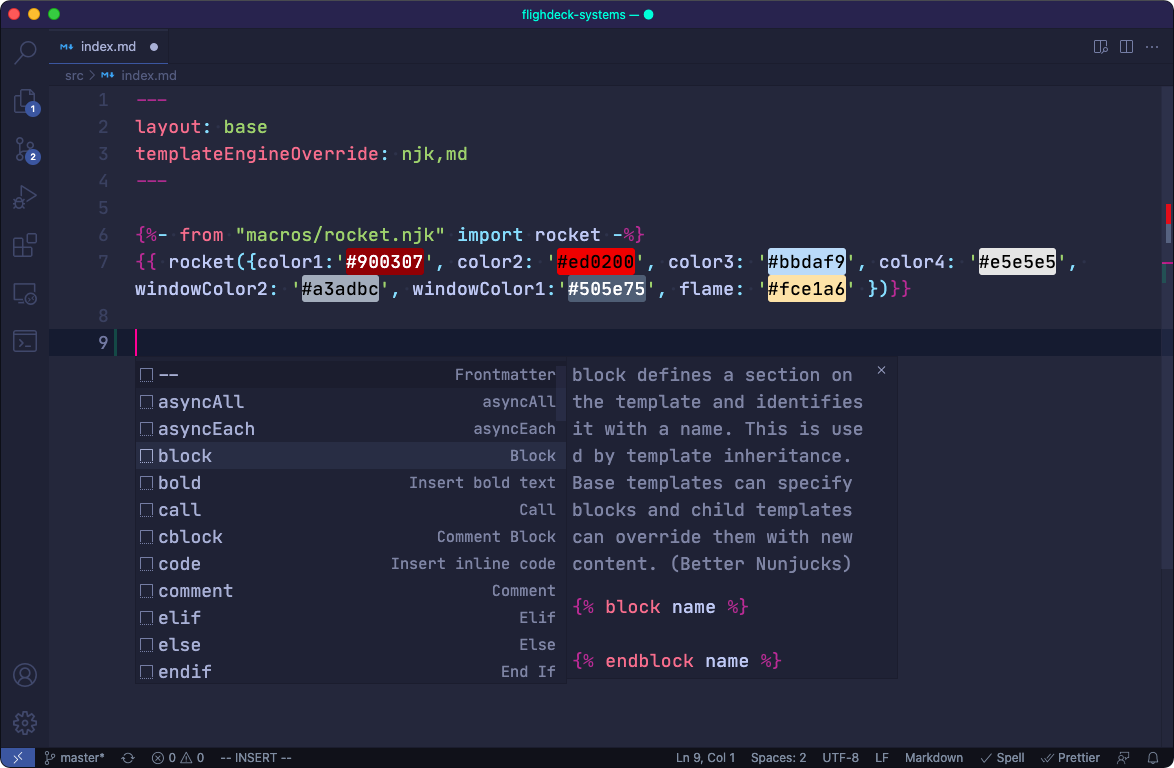 flighdeck-systems —
index.md
src > index.md
1
2
1 ---
2 layout: base
3 templateEngineOverride: njk,md
4 ---
5
6 {%- from "macros/rocket.njk" import rocket -%}
7 {{ rocket({color1:'#900307', color2: '#ed0200', color3: '#bbdaf9', color4: '#e5e5e5',
windowColor2: '#a3adbc', windowColor1:'#505e75', flame: '#fce1a6' })}}
8
9
-- Frontmatter
asyncAll asyncAll
asyncEach asyncEach
block Block
bold Insert bold text
call Call
cblock Comment Block
code Insert inline code
comment Comment
elif Elif
else Else
endif End If
block defines a section on
the template and identifies
it with a name. This is use
d by template inheritance.
Base templates can specify
blocks and child templates
can override them with new
content. (Better Nunjucks)
{% block name %}
{% endblock name %}
master* 0 0 -- INSERT -- Ln 9, Col 1 Spaces: 2 UTF-8 LF Markdown Spell Prettier